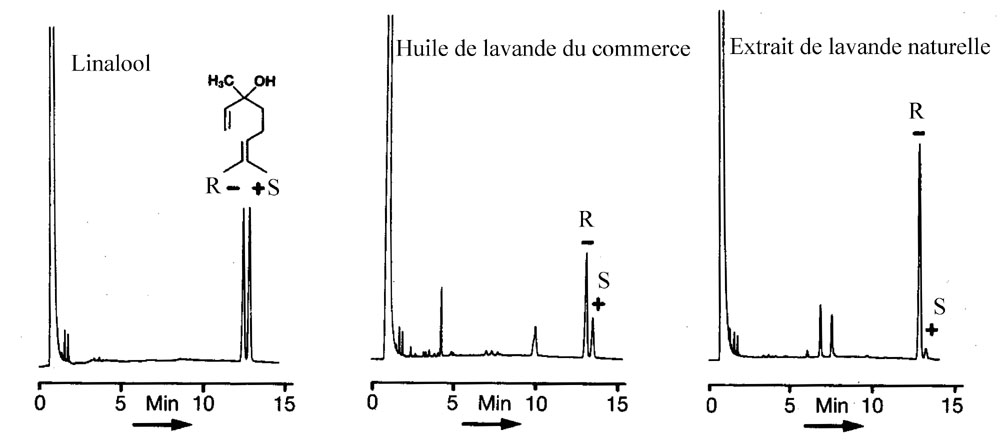 Linalool
H₃C OH
R − + S
0 5 Min 10 15
Huile de lavande du commerce
R
−
S
+
0 5 Min 10 15
Extrait de lavande naturelle
R
−
S
+
0 5 Min 10 15